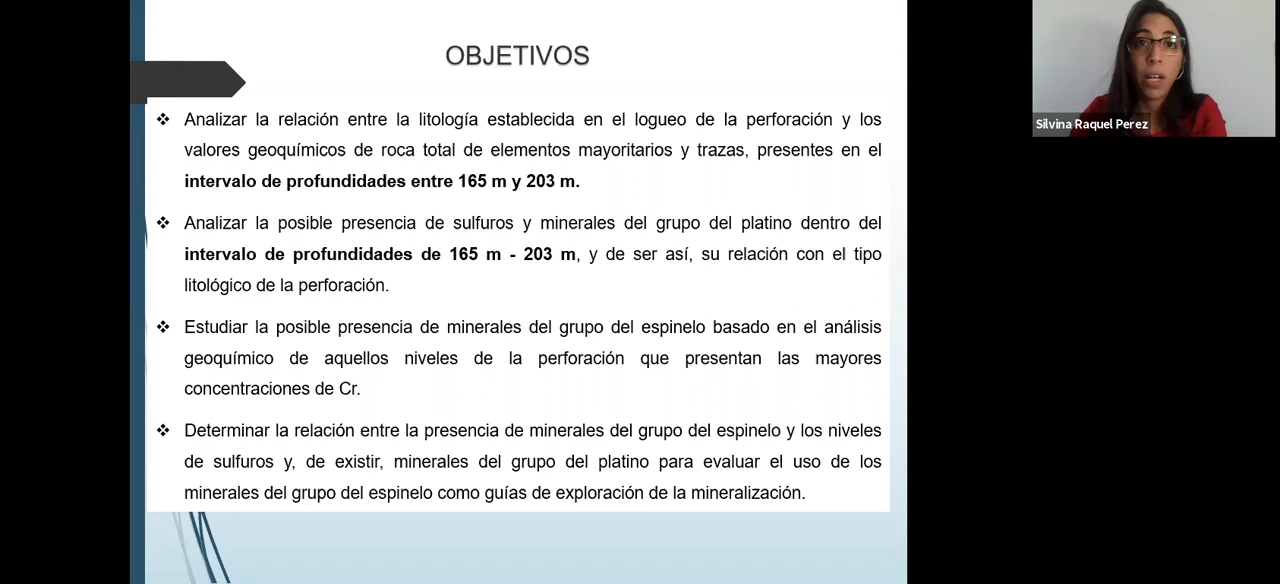 OBJETIVOS
❖ Analizar la relación entre la litología establecida en el logueo de la perforación y los
valores geoquímicos de roca total de elementos mayoritarios y trazas, presentes en el
intervalo de profundidades entre 165 m y 203 m.
❖ Analizar la posible presencia de sulfuros y minerales del grupo del platino dentro del
intervalo de profundidades de 165 m - 203 m, y de ser así, su relación con el tipo
litológico de la perforación.
❖ Estudiar la posible presencia de minerales del grupo del espinelo basado en el análisis
geoquímico de aquellos niveles de la perforación que presentan las mayores
concentraciones de Cr.
❖ Determinar la relación entre la presencia de minerales del grupo del espinelo y los niveles
de sulfuros y, de existir, minerales del grupo del platino para evaluar el uso de los
minerales del grupo del espinelo como guías de exploración de la mineralización.
Silvina Raquel Perez